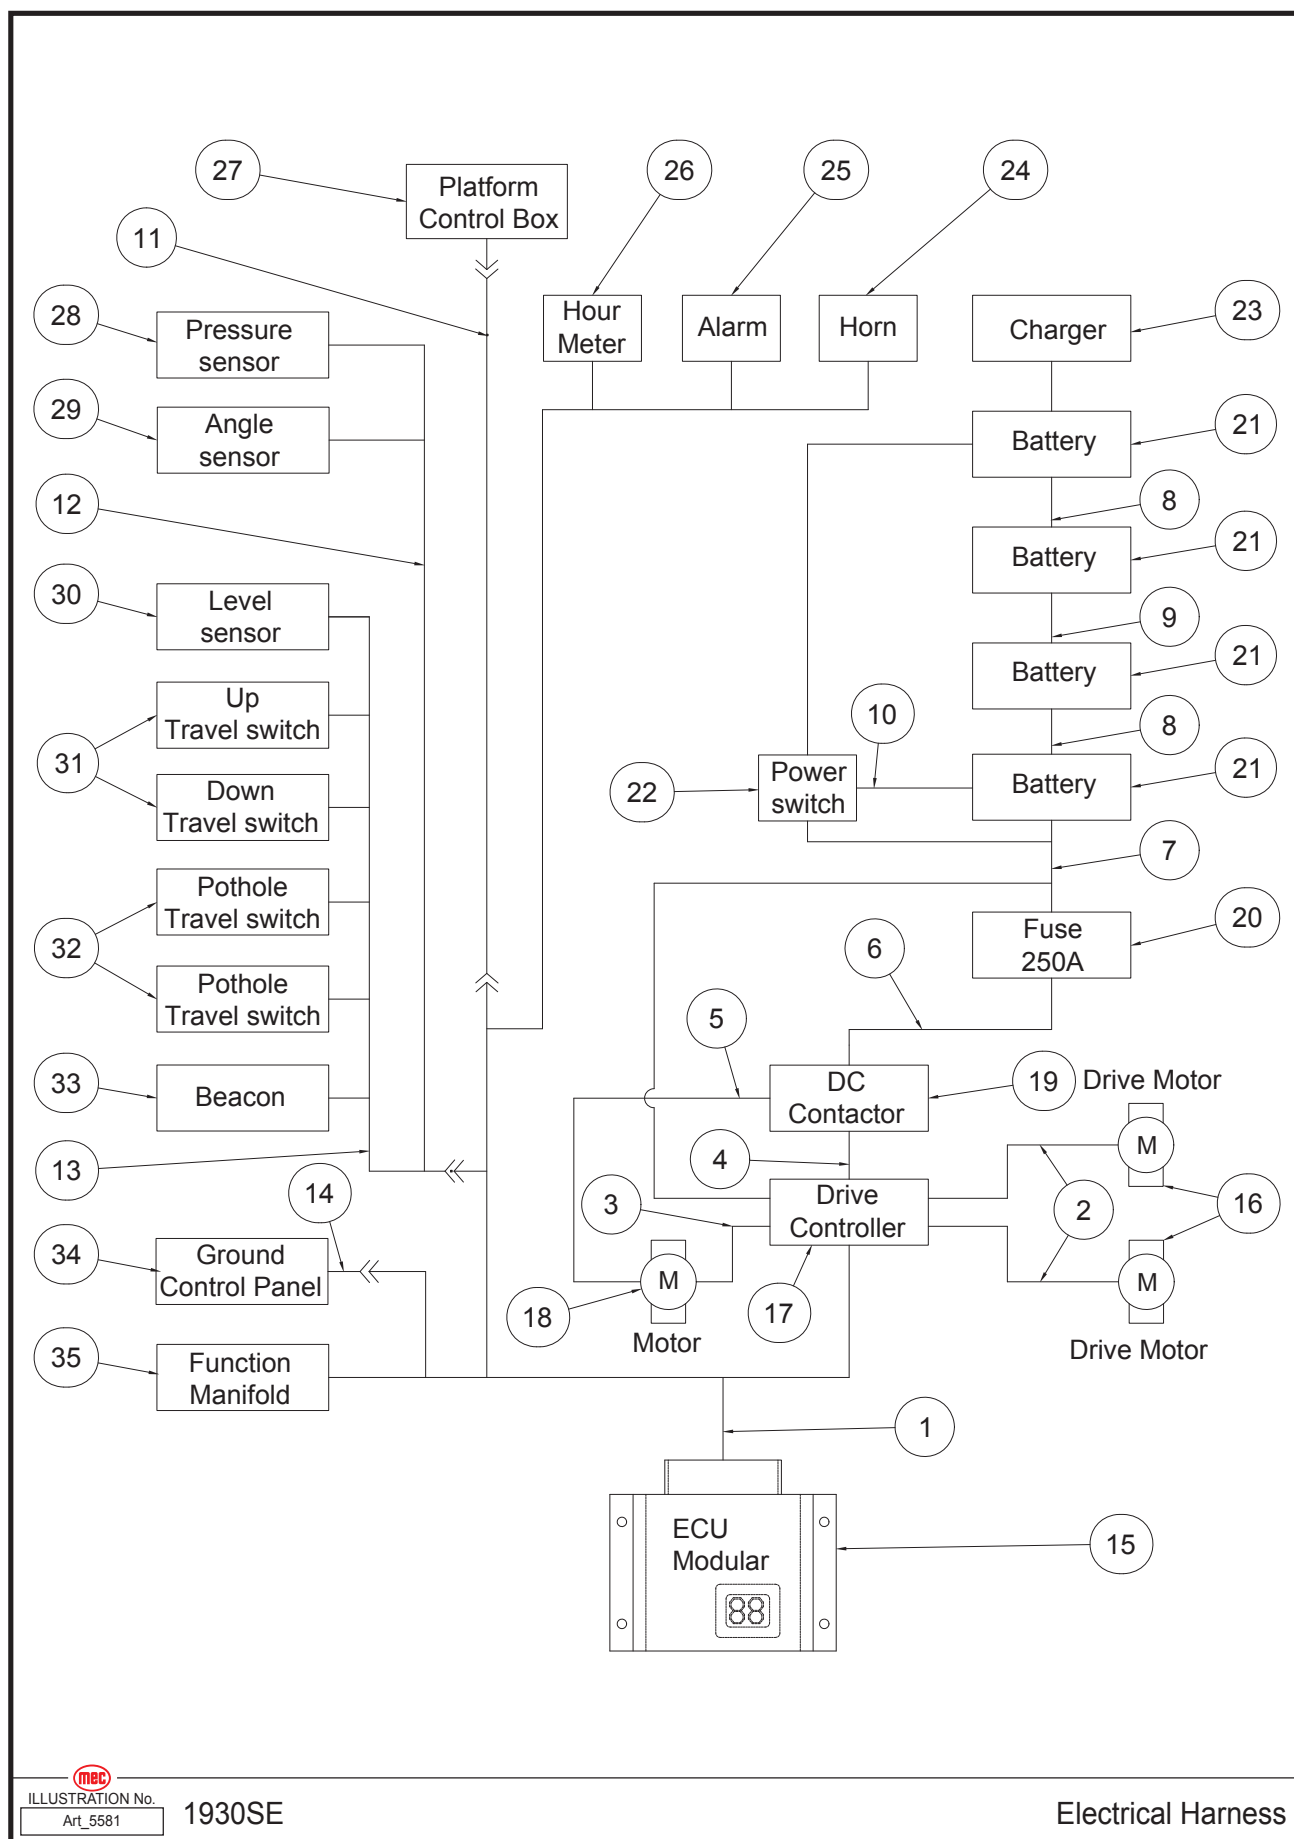 27
Platform
Control Box
26
25
24
11
28
Pressure
sensor
Hour
Meter
Alarm
Horn
Charger
23
29
Angle
sensor
Battery
21
12
8
Battery
21
30
Level
sensor
9
Battery
21
31
Up
Travel switch
10
8
Down
Travel switch
22
Power
switch
Battery
21
7
32
Pothole
Travel switch
6
Fuse
250A
20
Pothole
Travel switch
5
33
Beacon
DC
Contactor
19
Drive Motor
M
13
14
4
3
Drive
Controller
2
16
34
Ground
Control Panel
M
M
18
17
Motor
Drive Motor
35
Function
Manifold
1
ECU
Modular
88
15
mec
ILLUSTRATION No.
Art_5581
1930SE
Electrical Harness